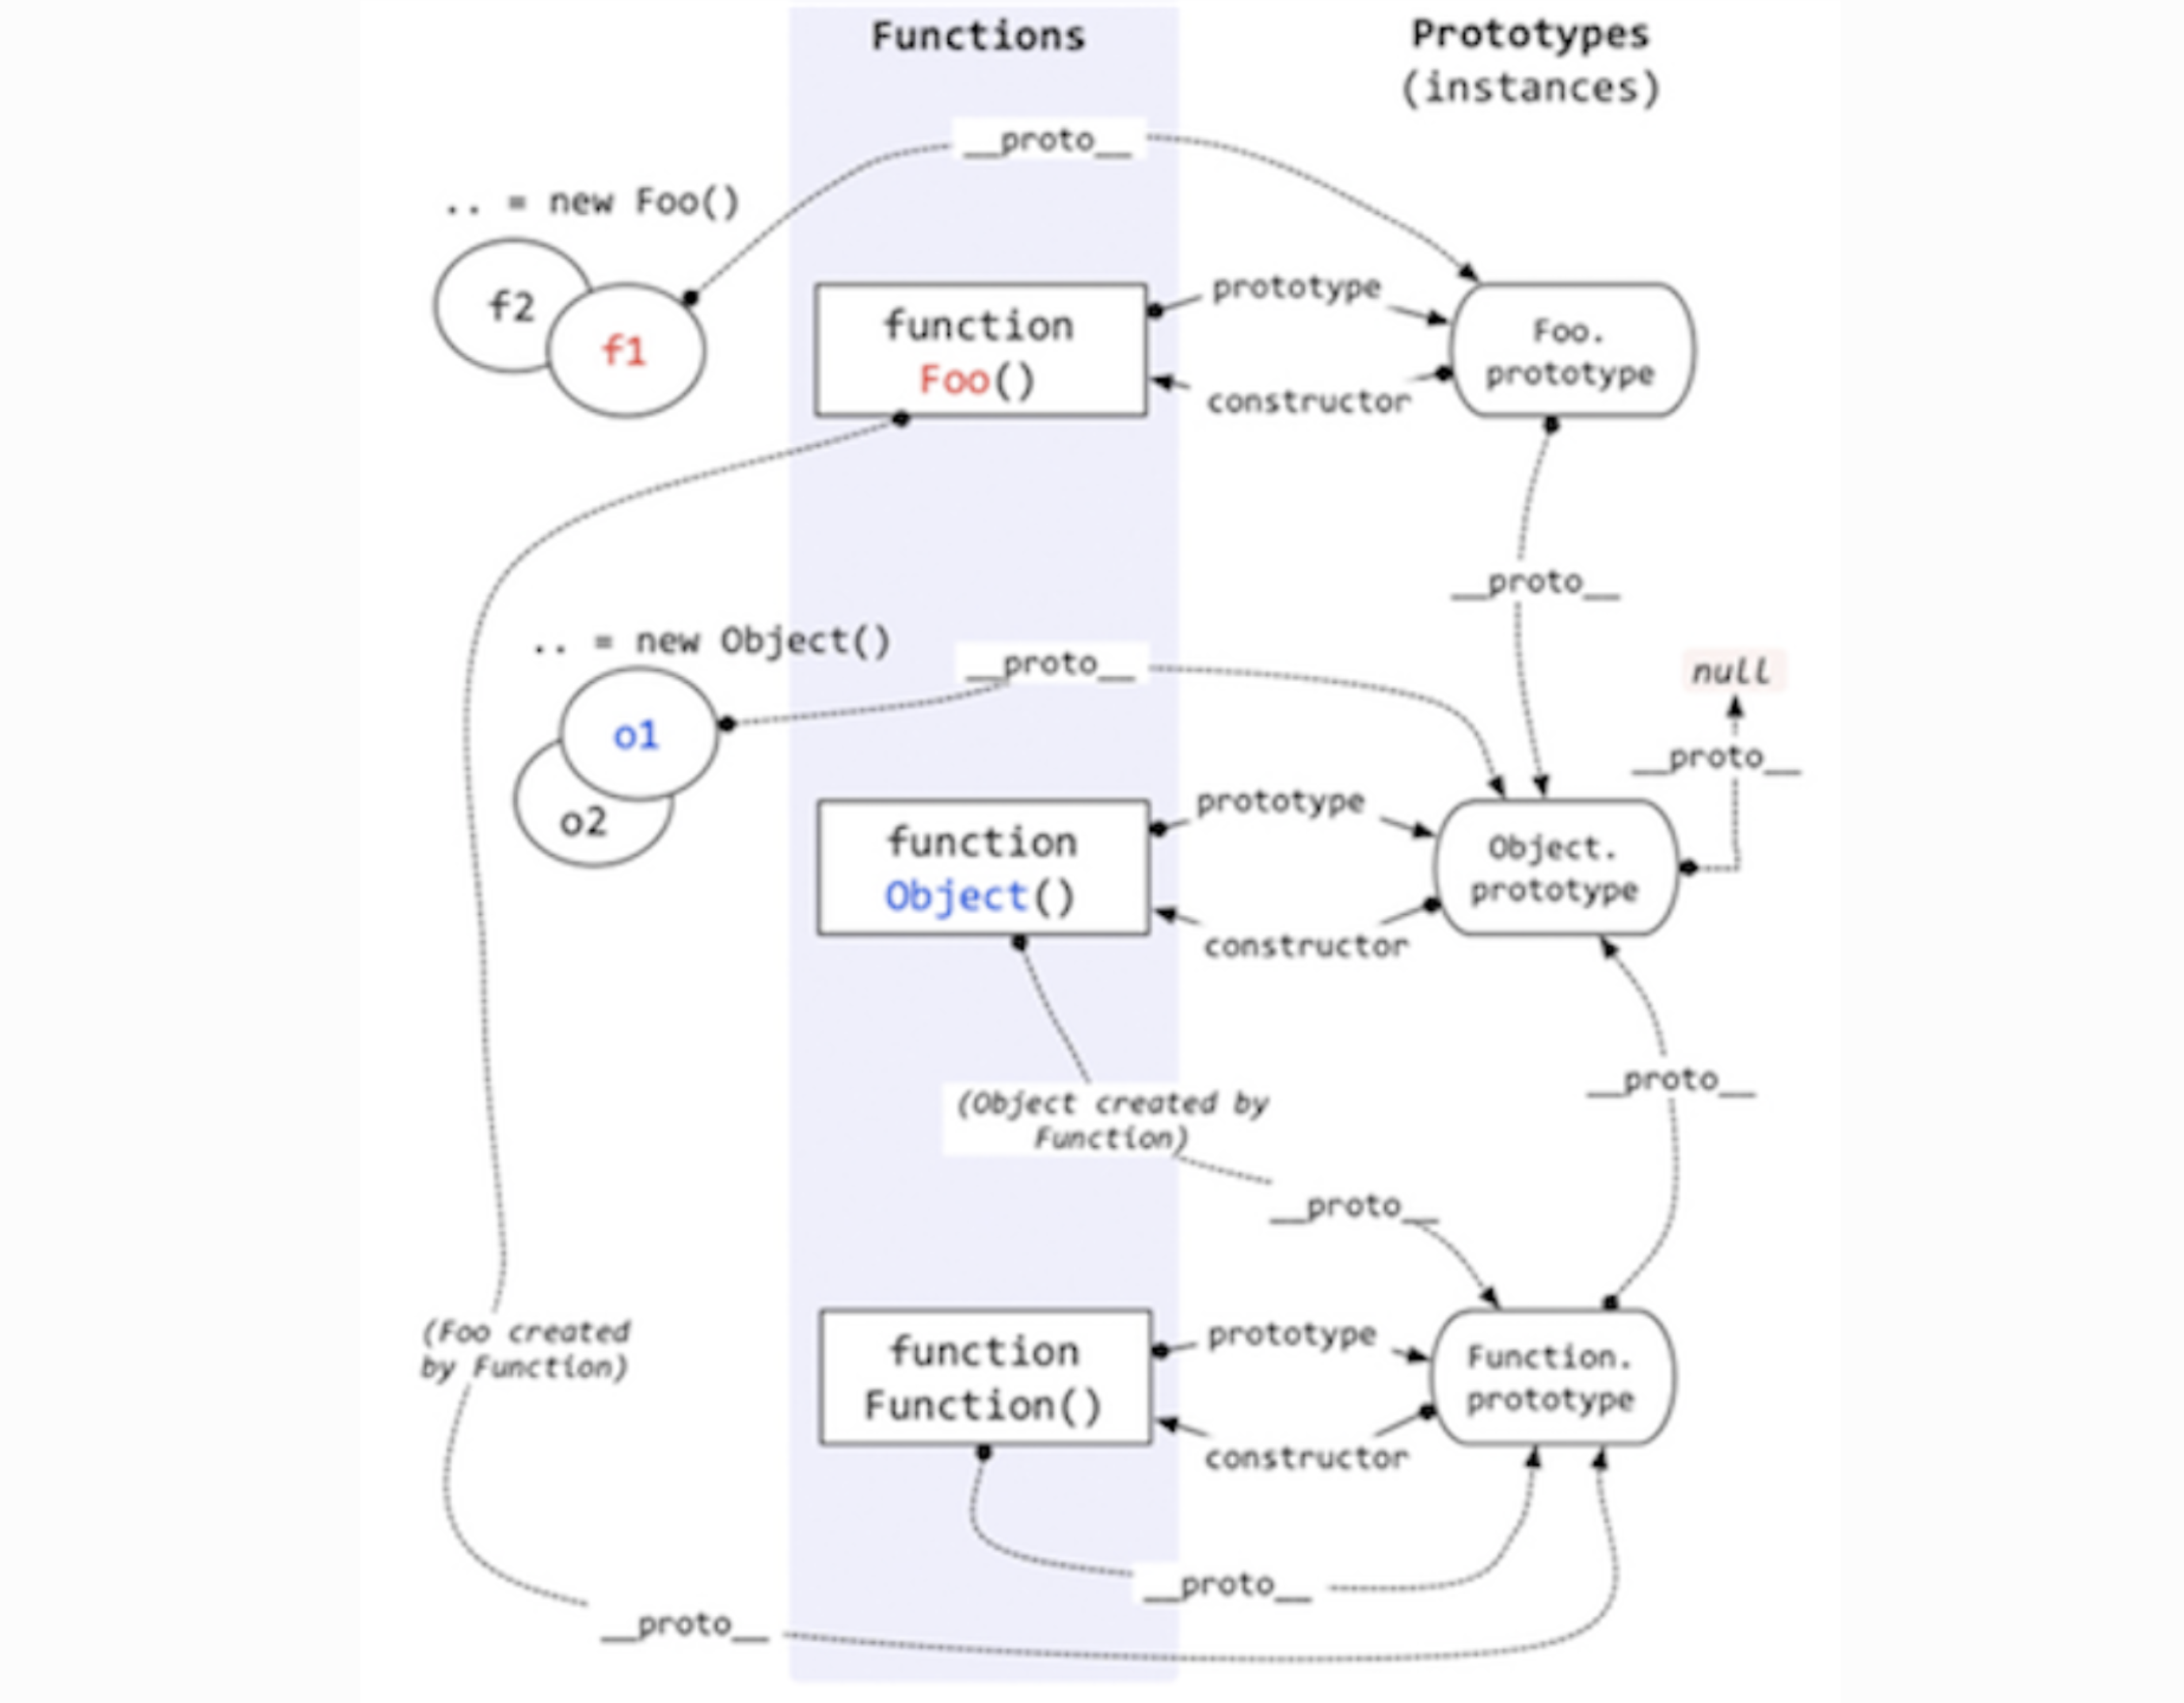 Functions
Prototypes
(instances)
__proto__
.. = new Foo()
f2
f1
function
Foo()
prototype
constructor
Foo.
prototype
__proto__
.. = new Object()
__proto__
null
__proto__
o1
o2
function
Object()
prototype
constructor
Object.
prototype
__proto__
(Object created by
Function)
__proto__
(Foo created
by Function)
function
Function()
prototype
constructor
Function.
prototype
__proto__
__proto__